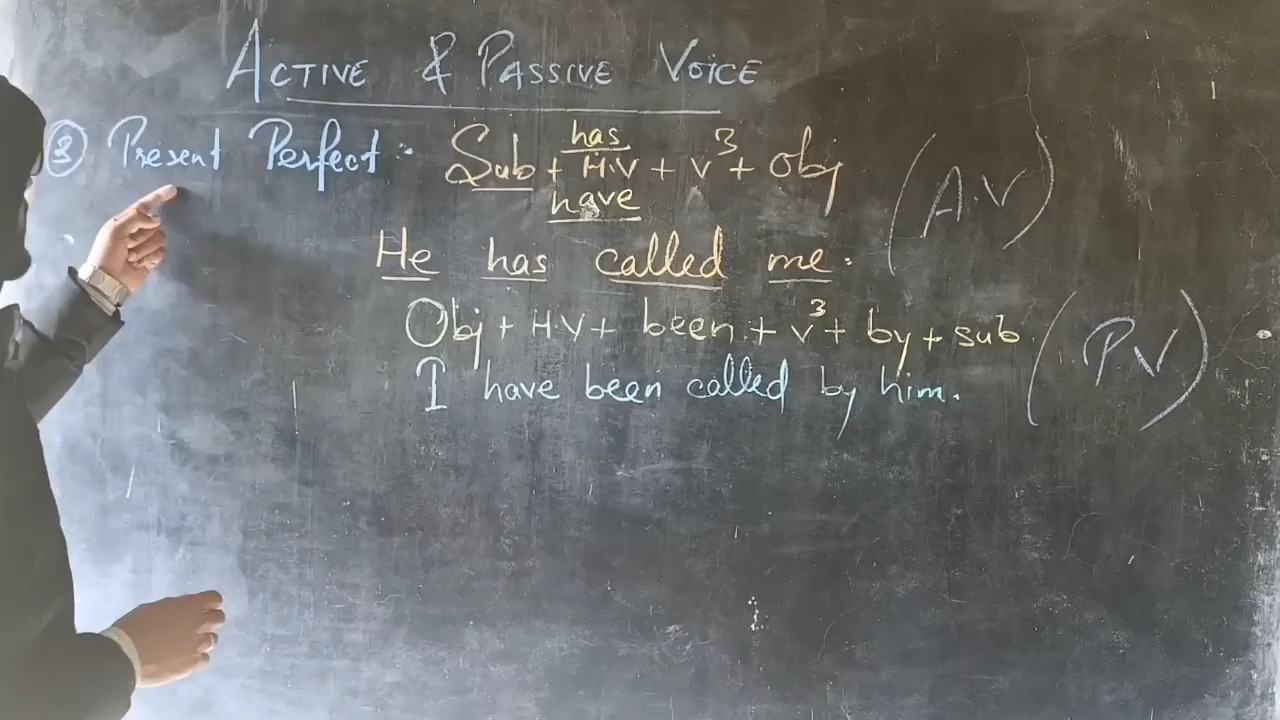 ACTIVE & PASSIVE VOICE
③ Present Perfect :- Sub + H.V + V³ + Obj (A.V)
has
have
He has called me.
Obj + H.V + been + V³ + by + sub. (P.V)
I have been called by him.